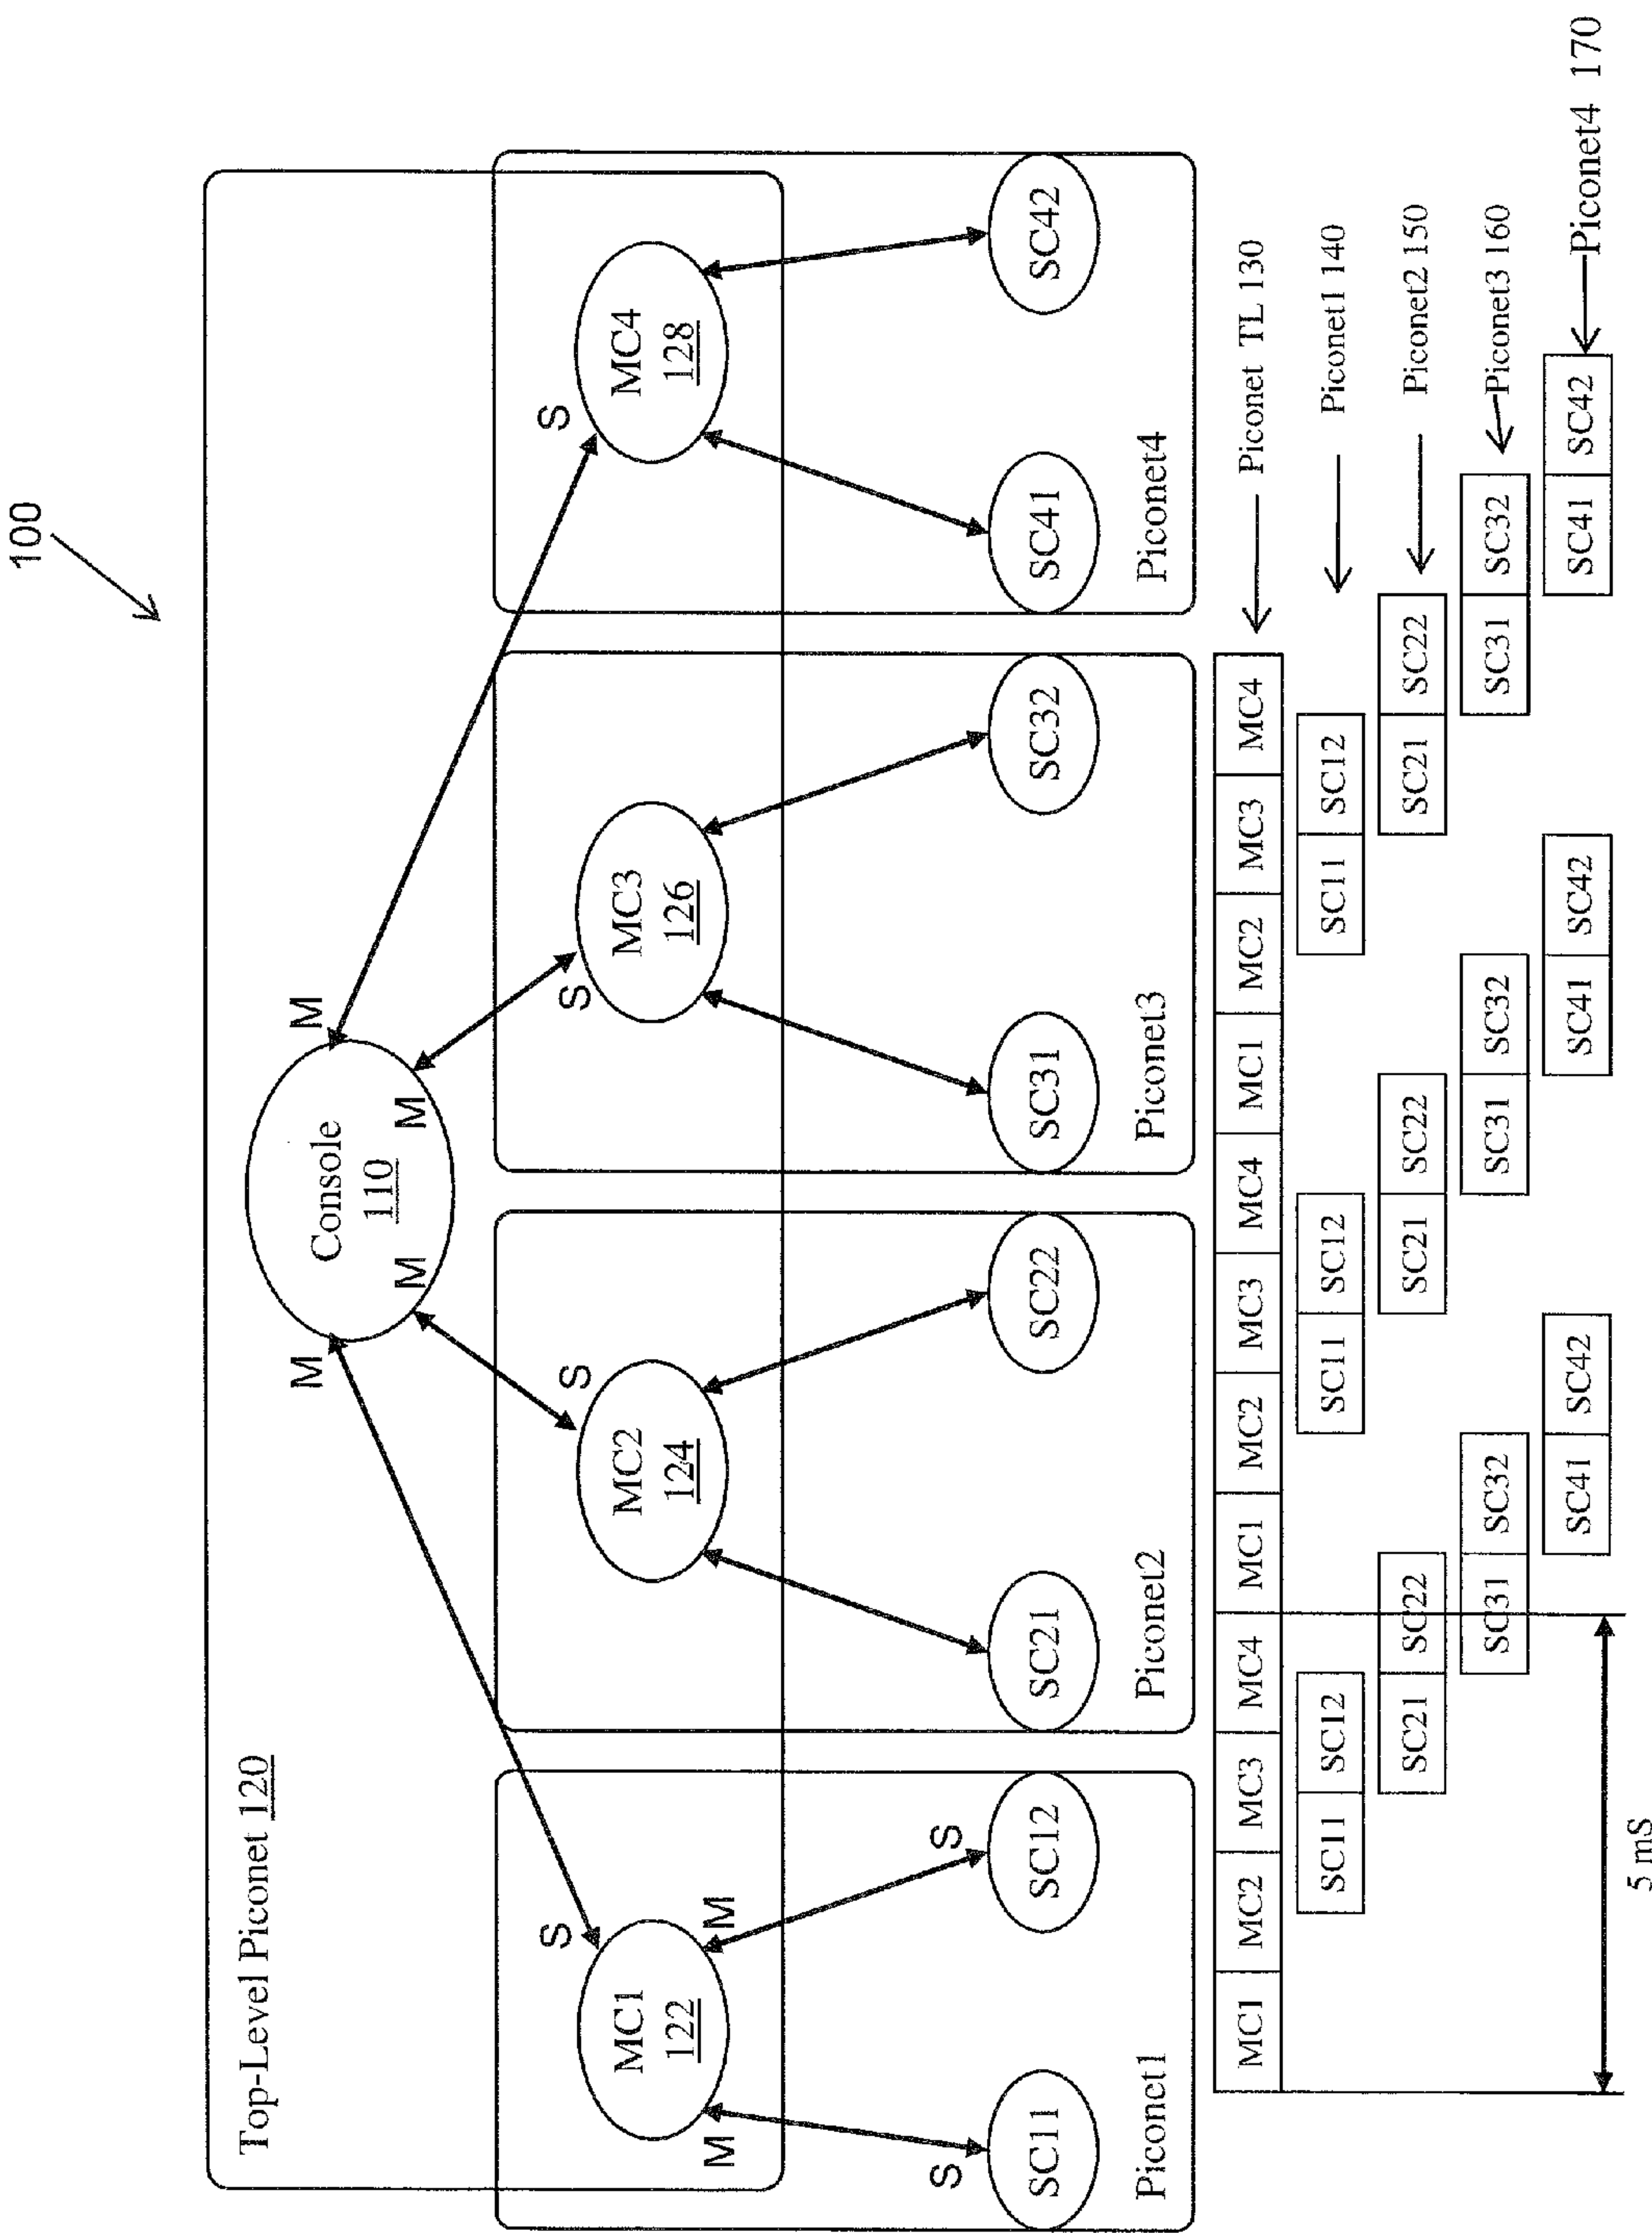 100
Top-Level Piconet 120
Console
110
M
M
M
M
S
S
S
S
MC1
122
MC2
124
MC3
126
MC4
128
M
M
S
S
SC11
SC12
SC21
SC22
SC31
SC32
SC41
SC42
Piconet1
Piconet2
Piconet3
Piconet4
MC1 MC2 MC3 MC4 MC1 MC2 MC3 MC4 MC1 MC2 MC3 MC4 Piconet TL 130
SC11 SC12 SC11 SC12 SC11 SC12 Piconet1 140
SC21 SC22 SC21 SC22 SC21 SC22 Piconet2 150
SC31 SC32 SC31 SC32 SC31 SC32 Piconet3 160
SC41 SC42 SC41 SC42 SC41 SC42 Piconet4 170
5 mS